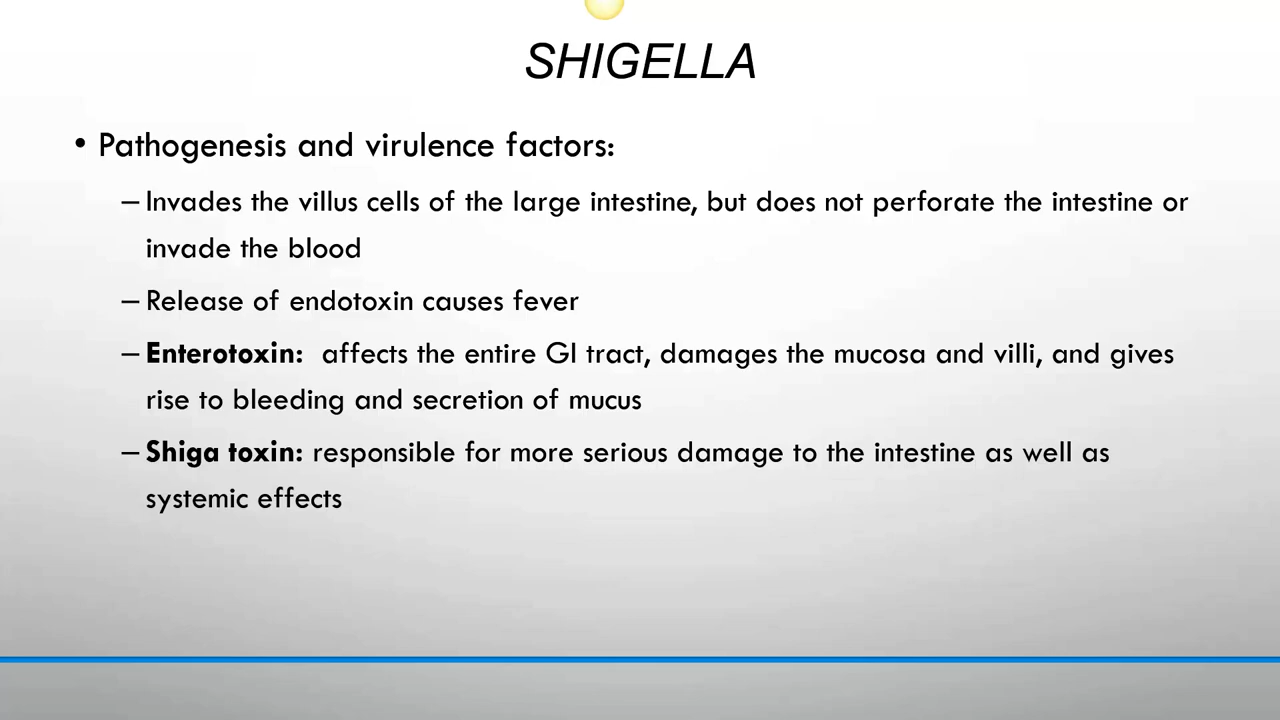 SHIGELLA
• Pathogenesis and virulence factors:
– Invades the villus cells of the large intestine, but does not perforate the intestine or
invade the blood
– Release of endotoxin causes fever
– Enterotoxin: affects the entire GI tract, damages the mucosa and villi, and gives
rise to bleeding and secretion of mucus
– Shiga toxin: responsible for more serious damage to the intestine as well as
systemic effects